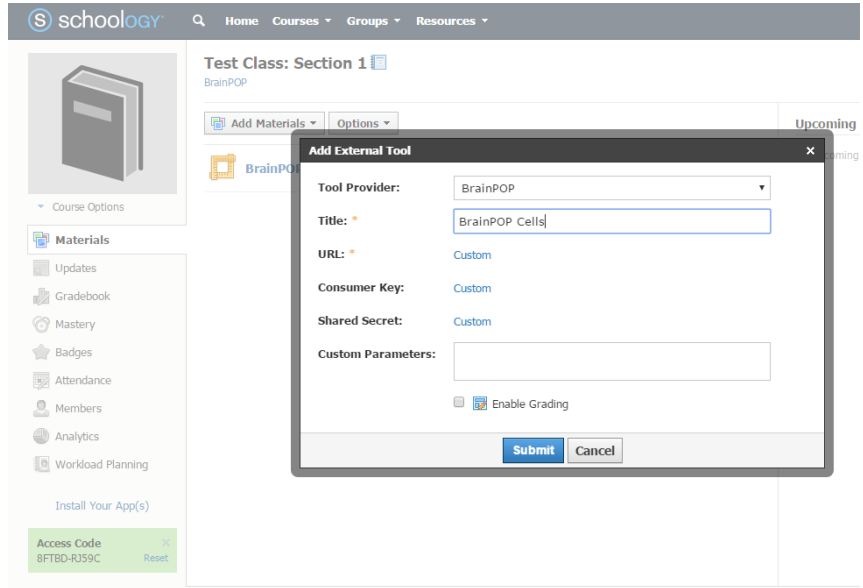 schoology
Home Courses Groups Resources
Test Class: Section 1
BrainPOP
Add Materials Options
Upcoming
Add External Tool ×
coming
BrainPOP
Tool Provider: BrainPOP
Title: * BrainPOP Cells
URL: * Custom
Consumer Key: Custom
Shared Secret: Custom
Custom Parameters:
Enable Grading
Submit Cancel
Course Options
Materials
Updates
Gradebook
Mastery
Badges
Attendance
Members
Analytics
Workload Planning
Install Your App(s)
Access Code ×
8FTBD-RJ59C Reset